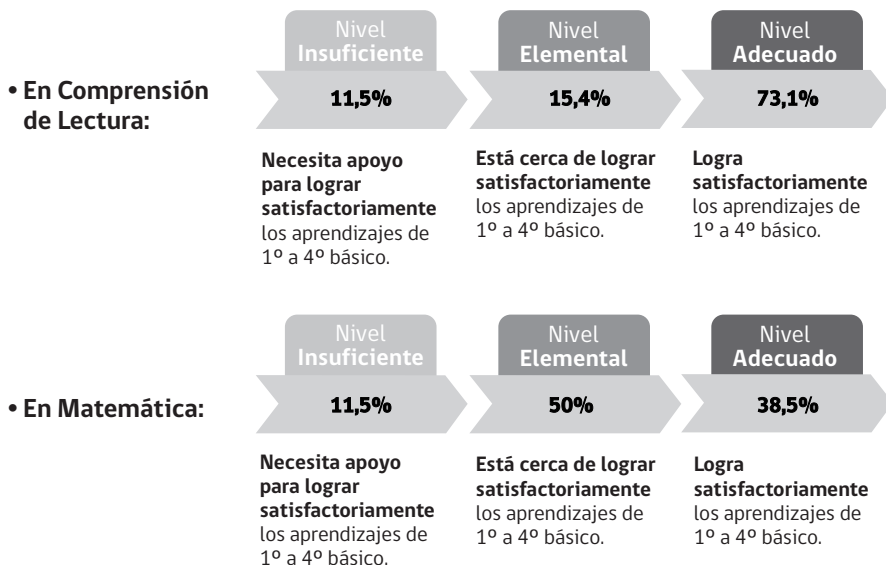 Nivel
Insuficiente
Nivel
Elemental
Nivel
Adecuado
• En Comprensión
de Lectura:
11,5%
15,4%
73,1%
Necesita apoyo
para lograr
satisfactoriamente
los aprendizajes de
1º a 4º básico.
Está cerca de lograr
satisfactoriamente
los aprendizajes de
1º a 4º básico.
Logra
satisfactoriamente
los aprendizajes de
1º a 4º básico.
Nivel
Insuficiente
Nivel
Elemental
Nivel
Adecuado
• En Matemática:
11,5%
50%
38,5%
Necesita apoyo
para lograr
satisfactoriamente
los aprendizajes de
1º a 4º básico.
Está cerca de lograr
satisfactoriamente
los aprendizajes de
1º a 4º básico.
Logra
satisfactoriamente
los aprendizajes de
1º a 4º básico.